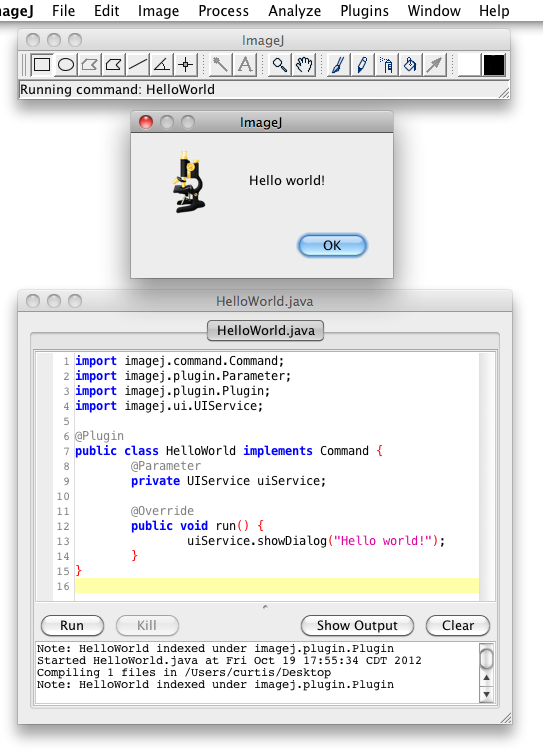 ageJ File Edit Image Process Analyze Plugins Window Help
ImageJ
A
Running command: HelloWorld
ImageJ
Hello world!
OK
HelloWorld.java
HelloWorld.java
1 import imagej.command.Command;
2 import imagej.plugin.Parameter;
3 import imagej.plugin.Plugin;
4 import imagej.ui.UIService;
5
6 @Plugin
7 public class HelloWorld implements Command {
8 @Parameter
9 private UIService uiService;
10
11 @Override
12 public void run() {
13 uiService.showDialog("Hello world!");
14 }
15 }
16
Run Kill Show Output Clear
Note: HelloWorld indexed under imagej.plugin.Plugin
Started HelloWorld.java at Fri Oct 19 17:55:34 CDT 2012
Compiling 1 files in /Users/curtis/Desktop
Note: HelloWorld indexed under imagej.plugin.Plugin